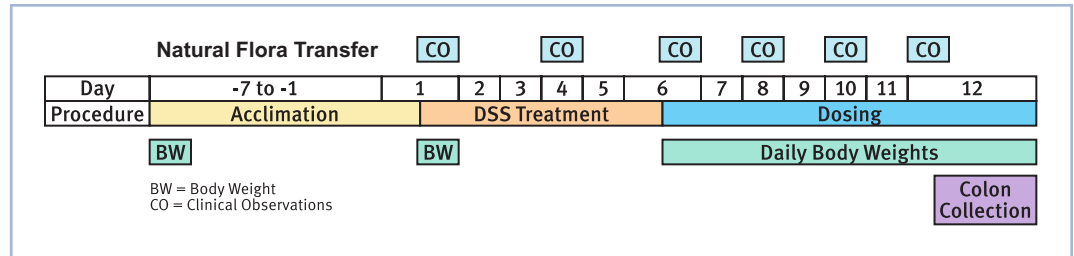 Natural Flora Transfer CO CO CO CO CO CO
Day -7 to -1 1 2 3 4 5 6 7 8 9 10 11 12
Procedure Acclimation DSS Treatment Dosing
BW BW Daily Body Weights
BW = Body Weight
CO = Clinical Observations
Colon
Collection